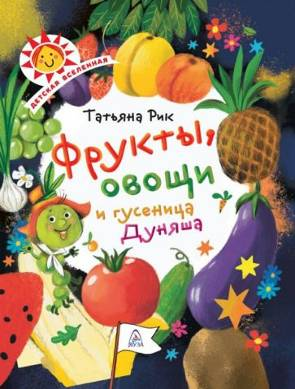 ДЕТСКАЯ ВСЕЛЕННАЯ
Татьяна Рик
Фрукты,
овощи
и гусеница
Дуняша